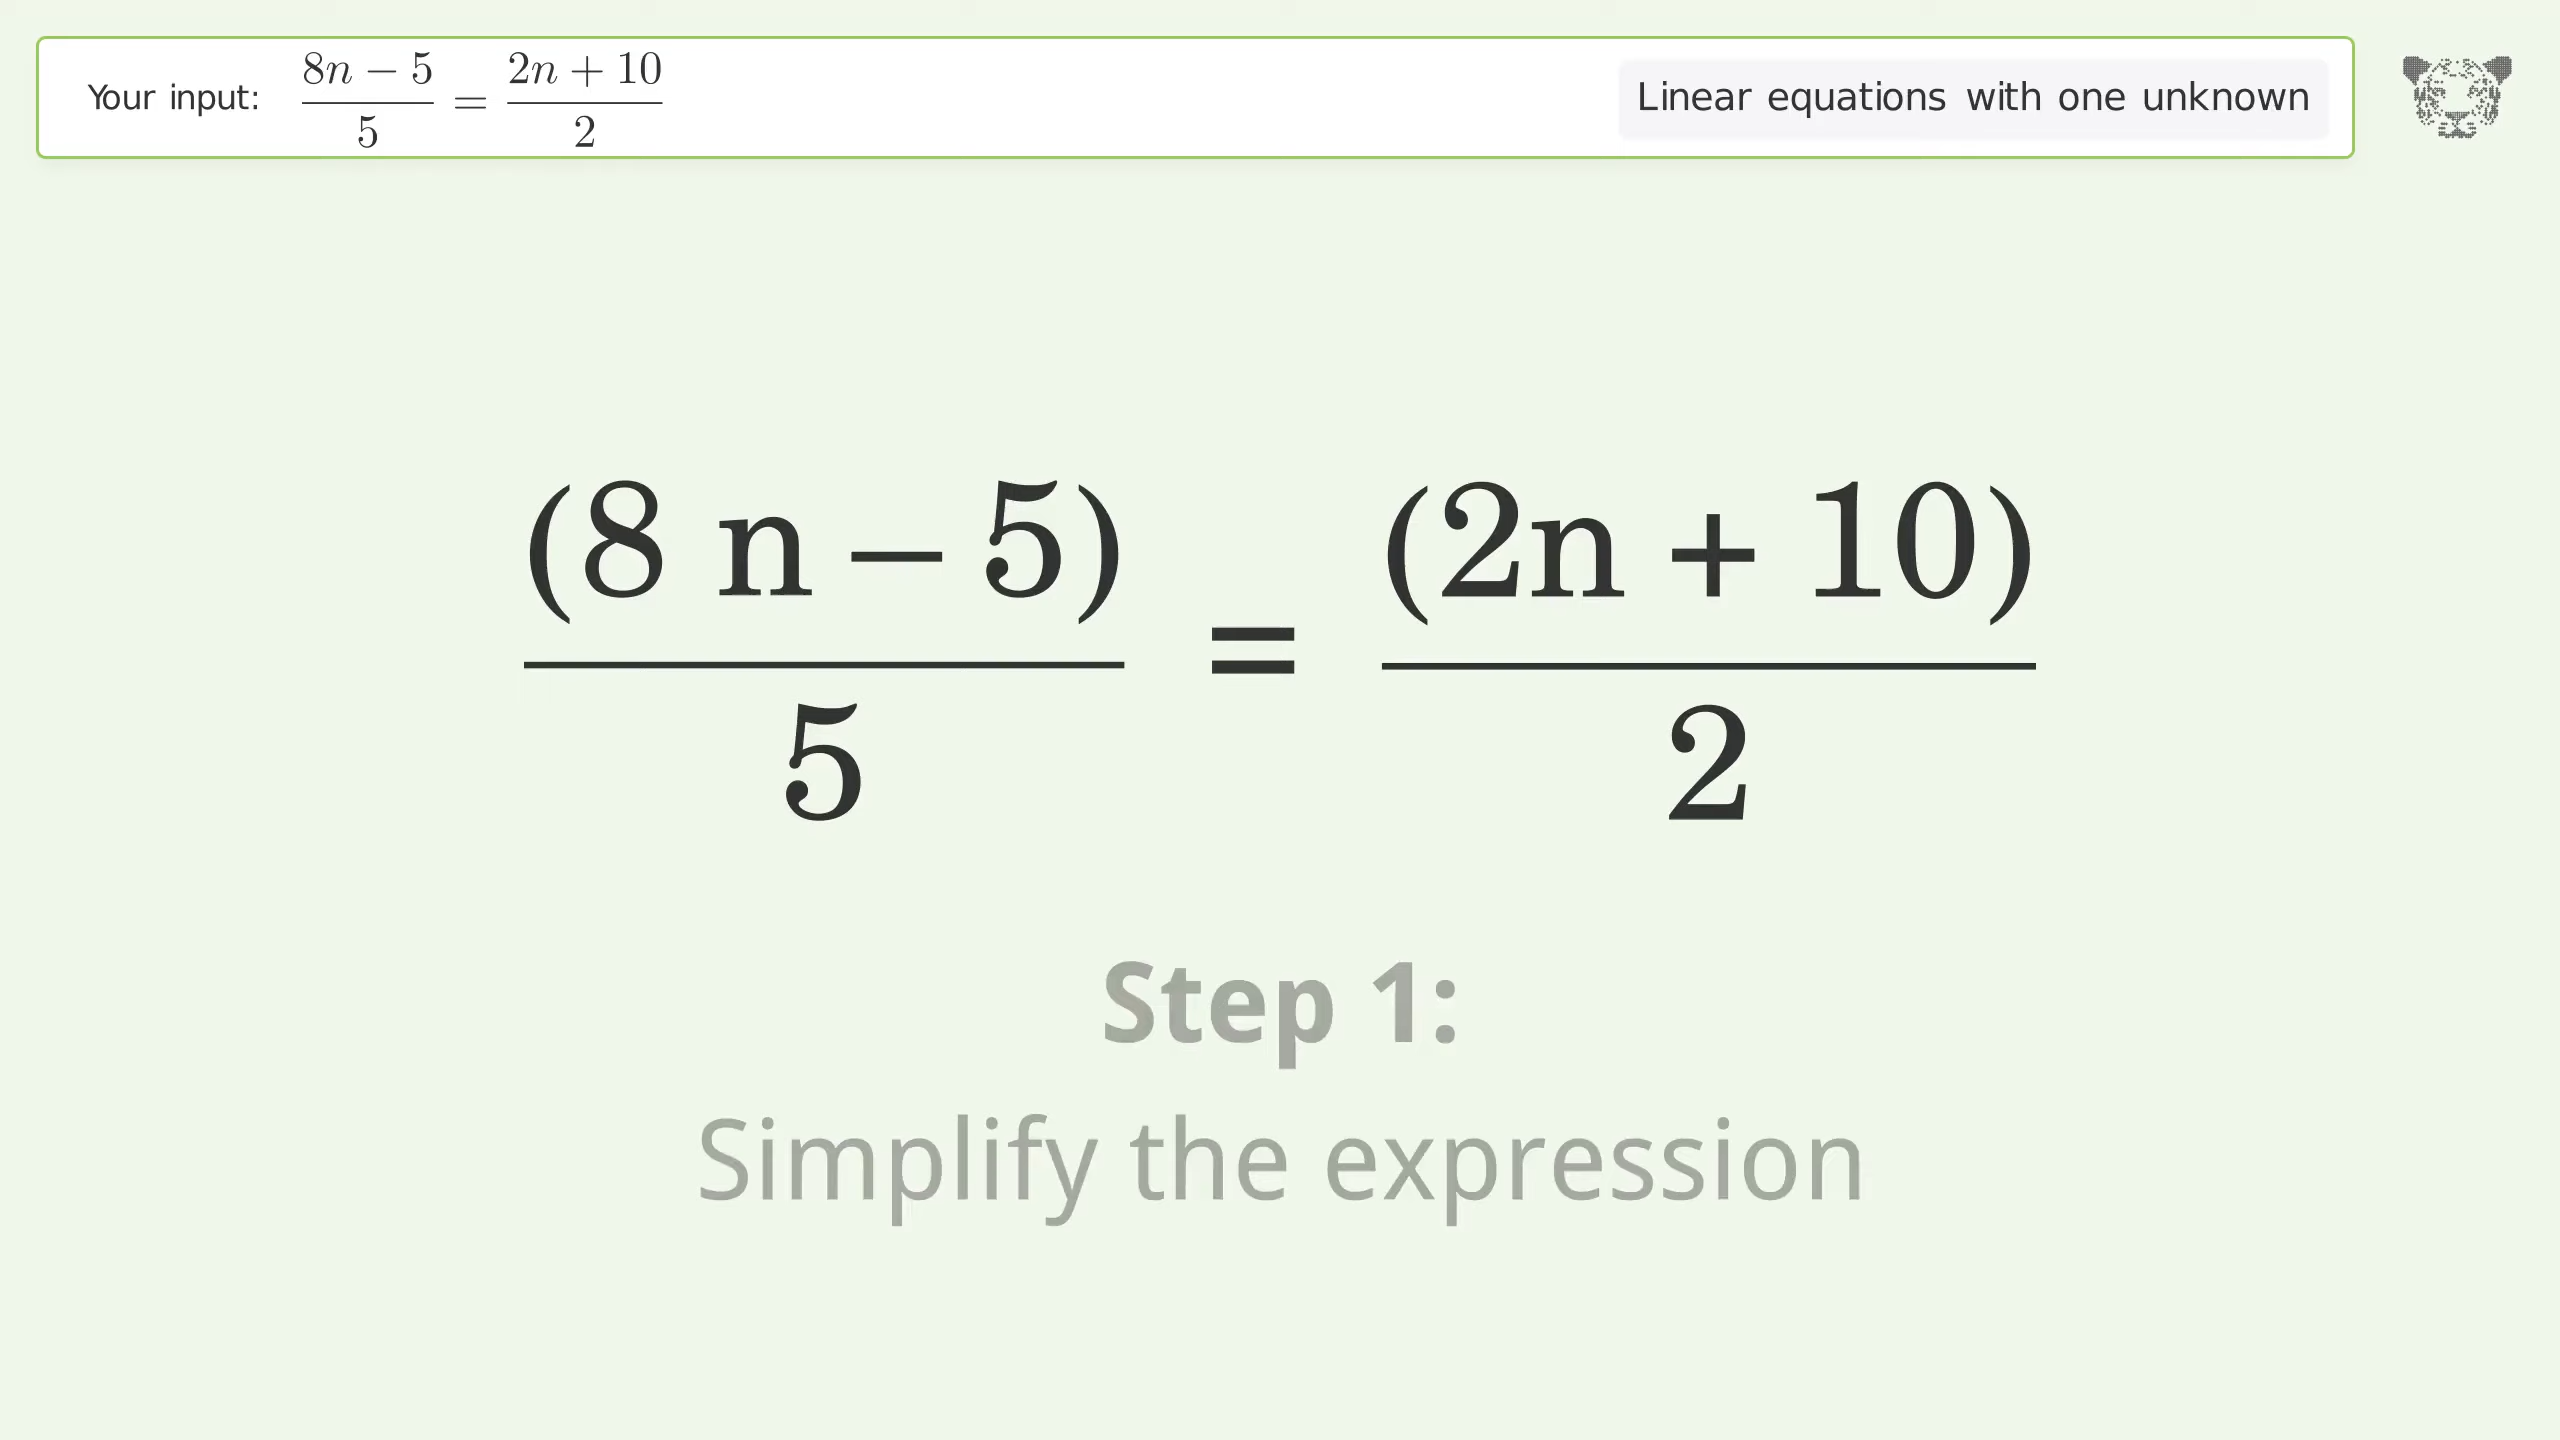 Your input: (8n − 5)/5 = (2n + 10)/2
Linear equations with one unknown
(8 n − 5)/5 = (2n + 10)/2
Step 1:
Simplify the expression